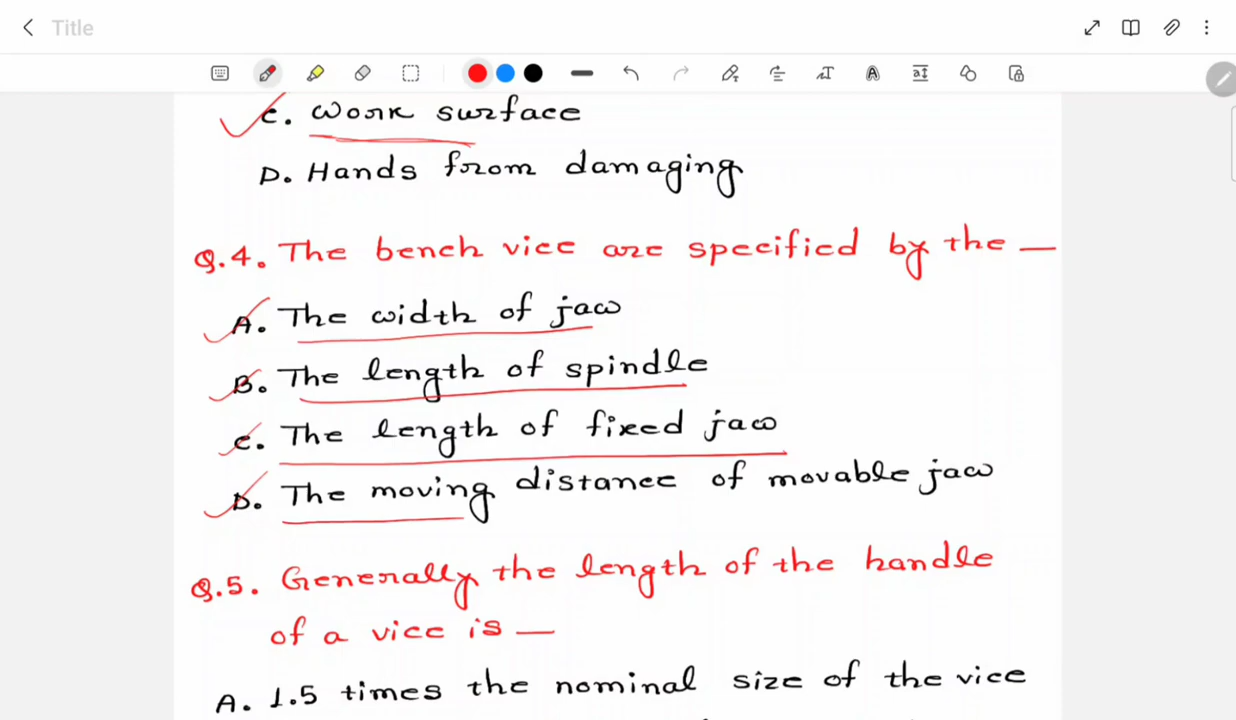 Title
C. Work surface
D. Hands from damaging
Q.4. The bench vice are specified by the —
A. The width of jaw
B. The length of spindle
C. The length of fixed jaw
D. The moving distance of movable jaw
Q.5. Generally the length of the handle
of a vice is —
A. 1.5 times the nominal size of the vice